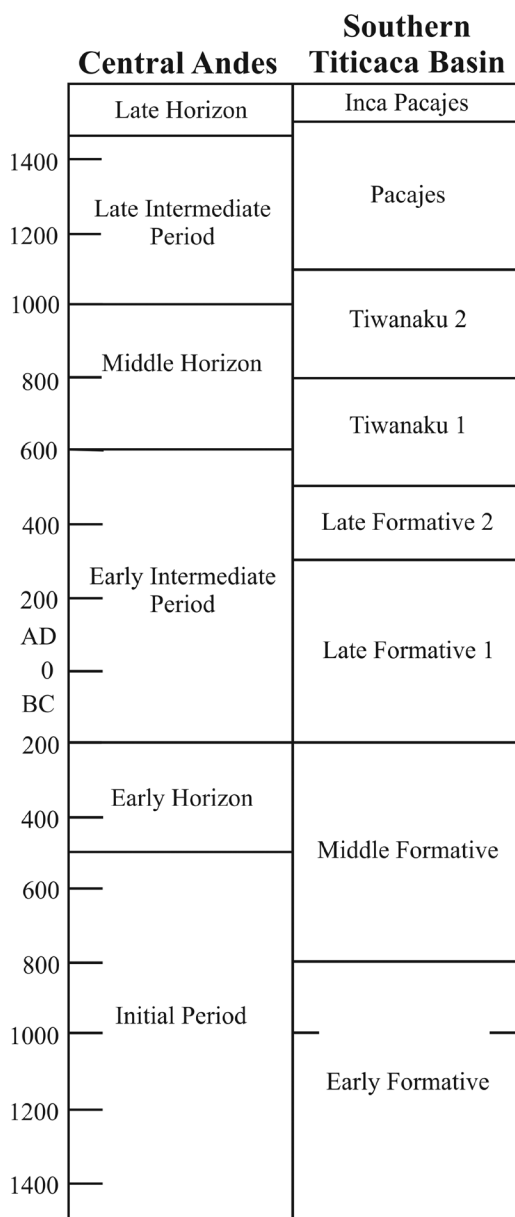 Central Andes
Southern
Titicaca Basin
Late Horizon
Inca Pacajes
1400
Late Intermediate
Period
Pacajes
1200
1000
Tiwanaku 2
Middle Horizon
800
Tiwanaku 1
600
400
Late Formative 2
Early Intermediate
Period
200
AD
0
BC
Late Formative 1
200
Early Horizon
400
Middle Formative
600
800
Initial Period
1000
Early Formative
1200
1400